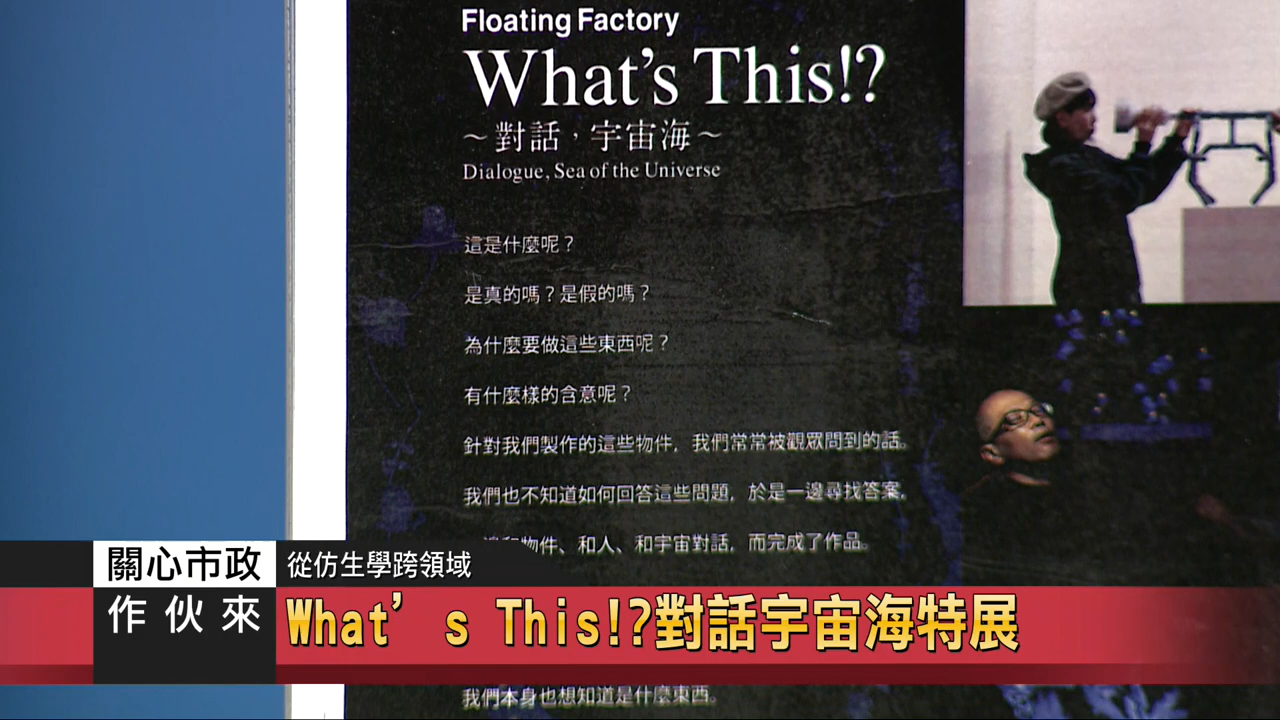 Floating Factory
What's This!?
～對話，宇宙海～
Dialogue, Sea of the Universe
這是什麼呢？
是真的嗎？是假的嗎？
為什麼要做這些東西呢？
有什麼樣的含意呢？
針對我們製作的這些物件，我們常常被觀眾問到的話。
我們也不知道如何回答這些問題，於是一邊尋找答案，
物件、和人、和宇宙對話，而完成了作品。
關心市政
從仿生學跨領域
作伙來
What’s This!?對話宇宙海特展
我們本身也想知道是什麼東西。